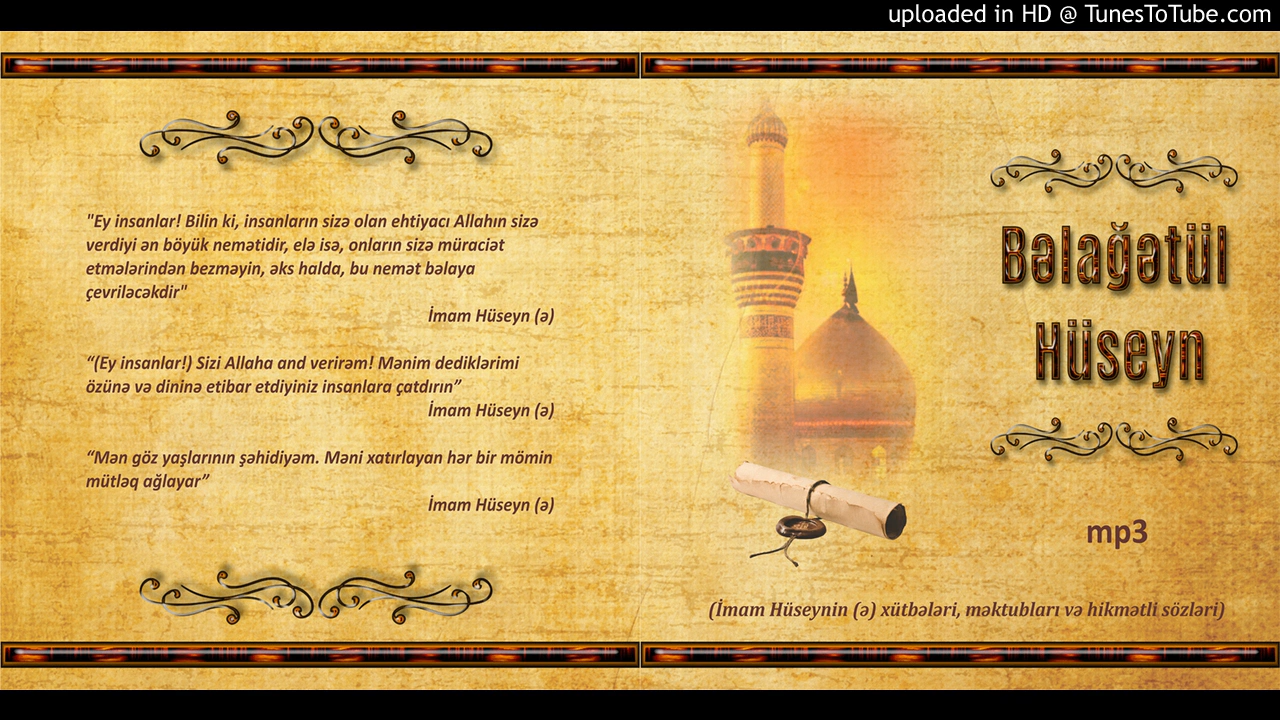 uploaded in HD @ TunesToTube.com
"Ey insanlar! Bilin ki, insanların sizə olan ehtiyacı Allahın sizə
verdiyi ən böyük nemətidir, elə isə, onların sizə müraciət
etmələrindən bezməyin, əks halda, bu nemət bəlaya
çevriləcəkdir"
İmam Hüseyn (ə)
“(Ey insanlar!) Sizi Allaha and verirəm! Mənim dediklərimi
özünə və dininə etibar etdiyiniz insanlara çatdırın”
İmam Hüseyn (ə)
“Mən göz yaşlarının şəhidiyəm. Məni xatırlayan hər bir mömin
mütləq ağlayar”
İmam Hüseyn (ə)
Bəlağətül
Hüseyn
mp3
(İmam Hüseynin (ə) xütbələri, məktubları və hikmətli sözləri)